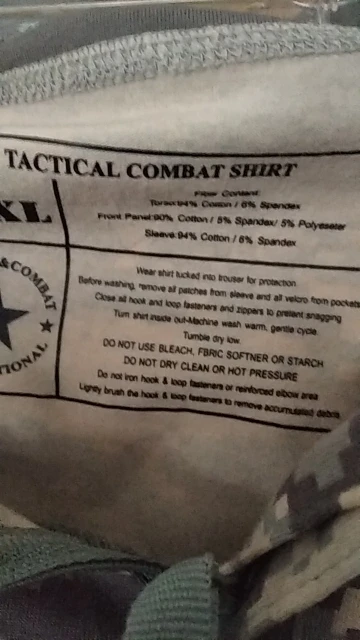 TACTICAL COMBAT SHIRT
XL
Fiber Content:
Torso:94% Cotton / 6% Spandex
Front Panel:90% Cotton / 5% Spandex/ 5% Polyester
Sleeve:94% Cotton / 6% Spandex
&COMBAT
TIONAL
Wear shirt tucked into trouser for protection.
Before washing, remove all patches from sleeve and all velcro from pockets
Close all hook and loop fasteners and zippers to pretent snagging
Turn shirt inside out-Machine wash warm, gentle cycle.
Tumble dry low.
DO NOT USE BLEACH, FBRIC SOFTNER OR STARCH
DO NOT DRY CLEAN OR HOT PRESSURE
Do not iron hook & loop fasteners or reinforced elbow area
Lightly brush the hook & loop fasteners to remove accumulated debris.